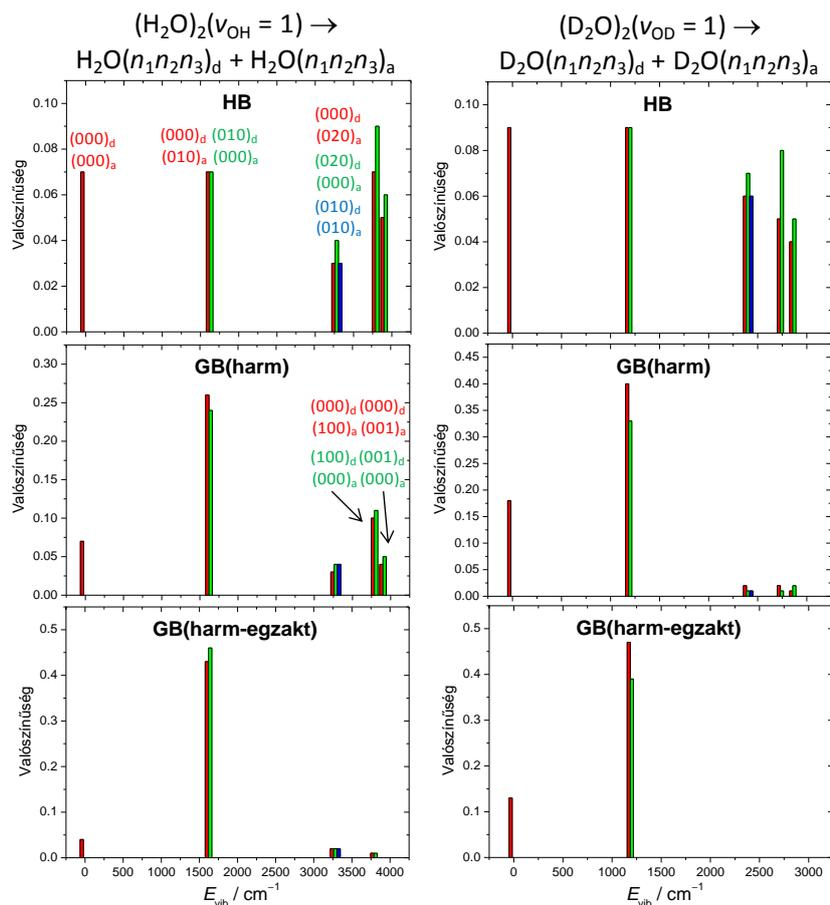 (H₂O)₂(v_OH = 1) →
H₂O(n₁n₂n₃)d + H₂O(n₁n₂n₃)a
(D₂O)₂(v_OD = 1) →
D₂O(n₁n₂n₃)d + D₂O(n₁n₂n₃)a
HB
Valószínűség
0.10
0.08
0.06
0.04
0.02
0.00
(000)d
(000)a
(000)d (010)d
(010)a (000)a
(000)d
(020)a
(020)d
(000)a
(010)d
(010)a
HB
Valószínűség
0.10
0.08
0.06
0.04
0.02
0.00
GB(harm)
Valószínűség
0.30
0.25
0.20
0.15
0.10
0.05
0.00
(000)d (000)d
(100)a (001)a
(100)d (001)d
(000)a (000)a
GB(harm)
Valószínűség
0.45
0.40
0.35
0.30
0.25
0.20
0.15
0.10
0.05
0.00
GB(harm-egzakt)
Valószínűség
0.5
0.4
0.3
0.2
0.1
0.0
0 500 1000 1500 2000 2500 3000 3500 4000
E_vib / cm⁻¹
GB(harm-egzakt)
Valószínűség
0.4
0.3
0.2
0.1
0.0
0 500 1000 1500 2000 2500 3000
E_vib / cm⁻¹